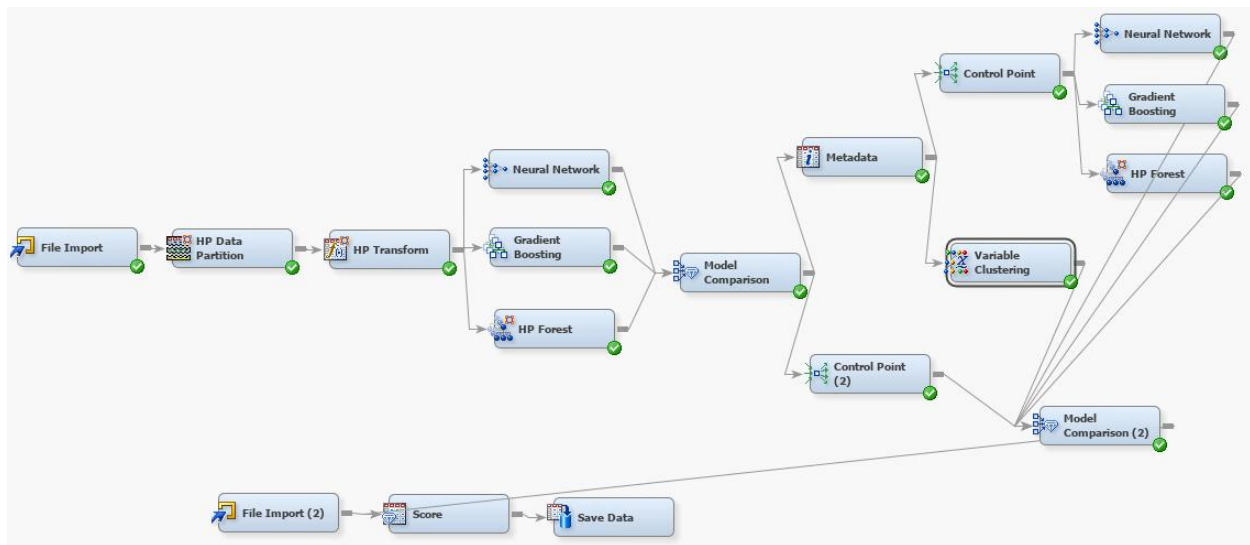 Neural Network
Control Point
Gradient
Boosting
Metadata
Neural Network
HP Forest
File Import
HP Data
Partition
HP Transform
Gradient
Boosting
Model
Comparison
Variable
Clustering
HP Forest
Control Point
(2)
Model
Comparison (2)
File Import (2)
Score
Save Data